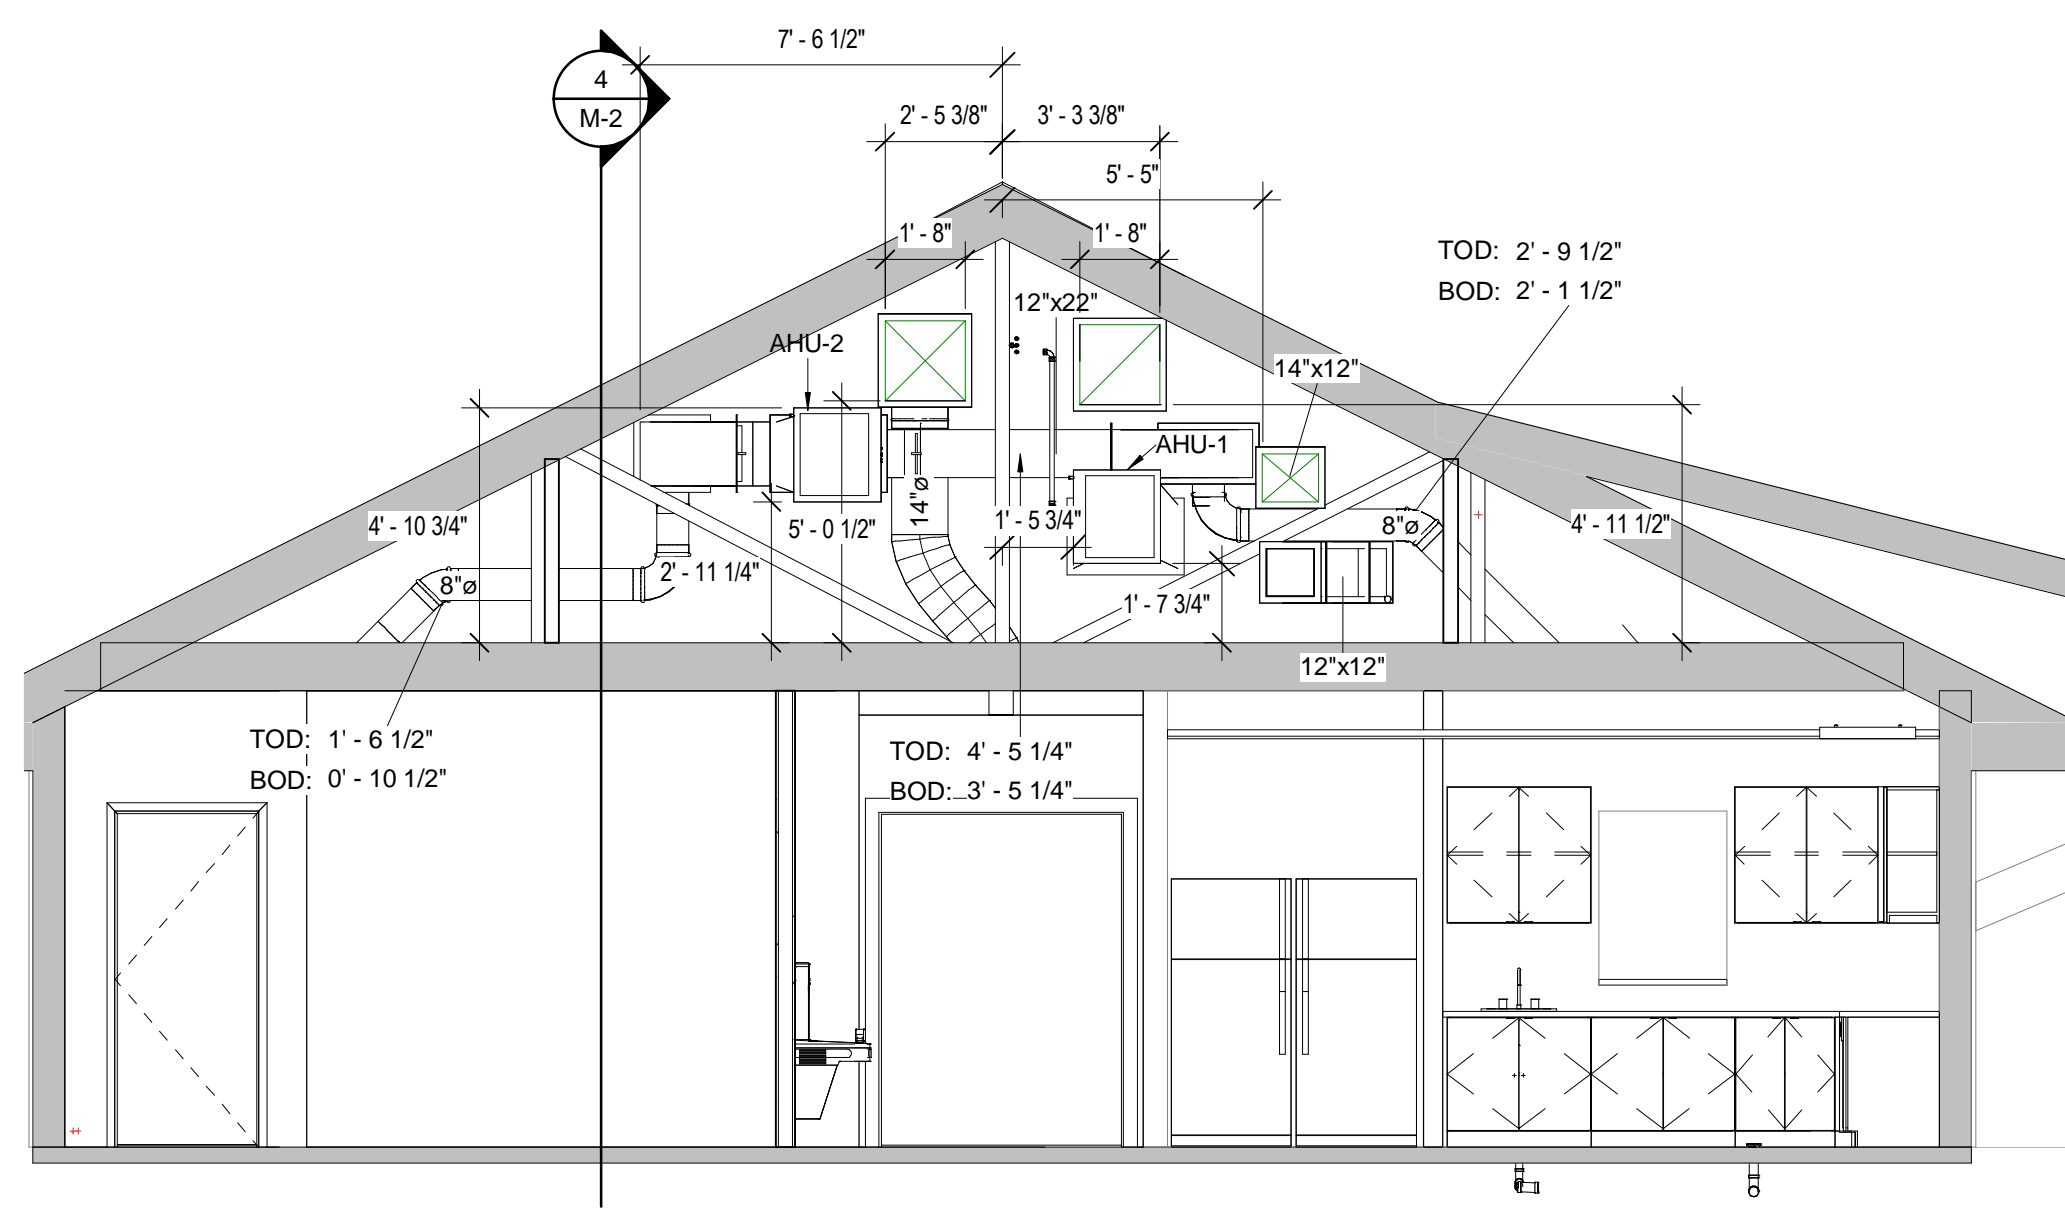 7' - 6 1/2"
4
M-2
2' - 5 3/8"
3' - 3 3/8"
5' - 5"
1' - 8"
1' - 8"
TOD: 2' - 9 1/2"
BOD: 2' - 1 1/2"
12"x22"
AHU-2
14"x12"
AHU-1
14"ø
4' - 10 3/4"
5' - 0 1/2"
1' - 5 3/4"
8"ø
4' - 11 1/2"
2' - 11 1/4"
8"ø
1' - 7 3/4"
12"x12"
TOD: 1' - 6 1/2"
BOD: 0' - 10 1/2"
TOD: 4' - 5 1/4"
BOD: 3' - 5 1/4"